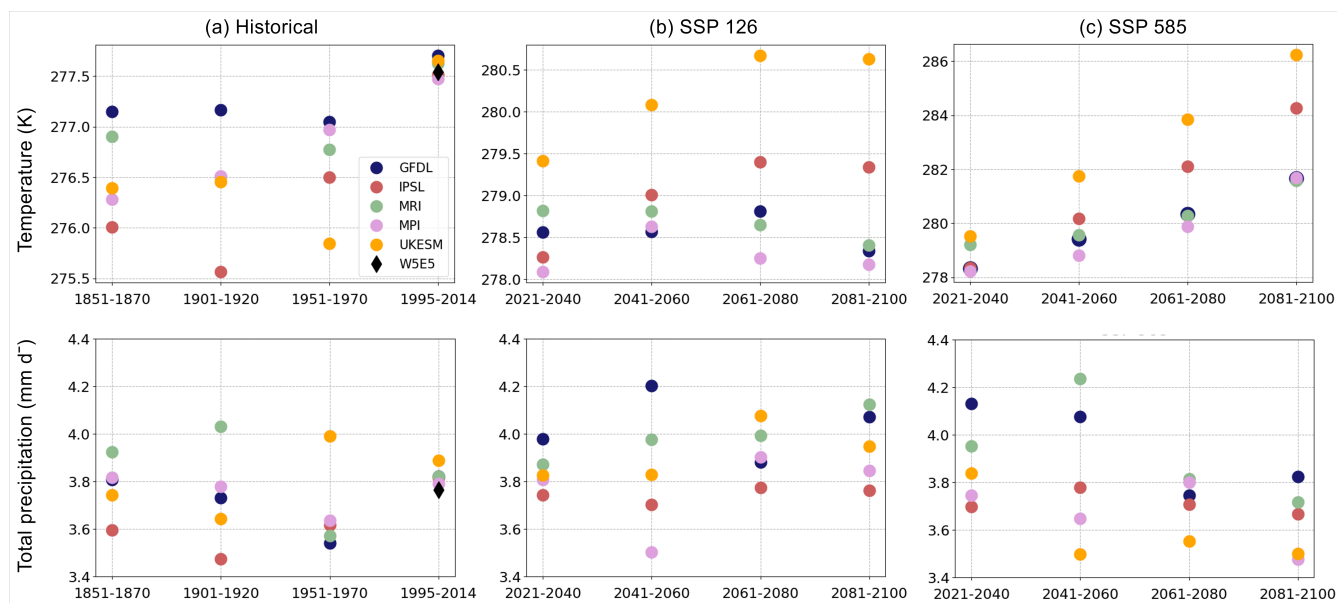 (a) Historical
(b) SSP 126
(c) SSP 585
Temperature (K)
277.5
277.0
276.5
276.0
275.5
GFDL
IPSL
MRI
MPI
UKESM
W5E5
1851-1870 1901-1920 1951-1970 1995-2014
280.5
280.0
279.5
279.0
278.5
278.0
2021-2040 2041-2060 2061-2080 2081-2100
286
284
282
280
278
2021-2040 2041-2060 2061-2080 2081-2100
Total precipitation (mm d⁻)
4.4
4.2
4.0
3.8
3.6
3.4
1851-1870 1901-1920 1951-1970 1995-2014
4.4
4.2
4.0
3.8
3.6
3.4
2021-2040 2041-2060 2061-2080 2081-2100
4.4
4.2
4.0
3.8
3.6
3.4
2021-2040 2041-2060 2061-2080 2081-2100